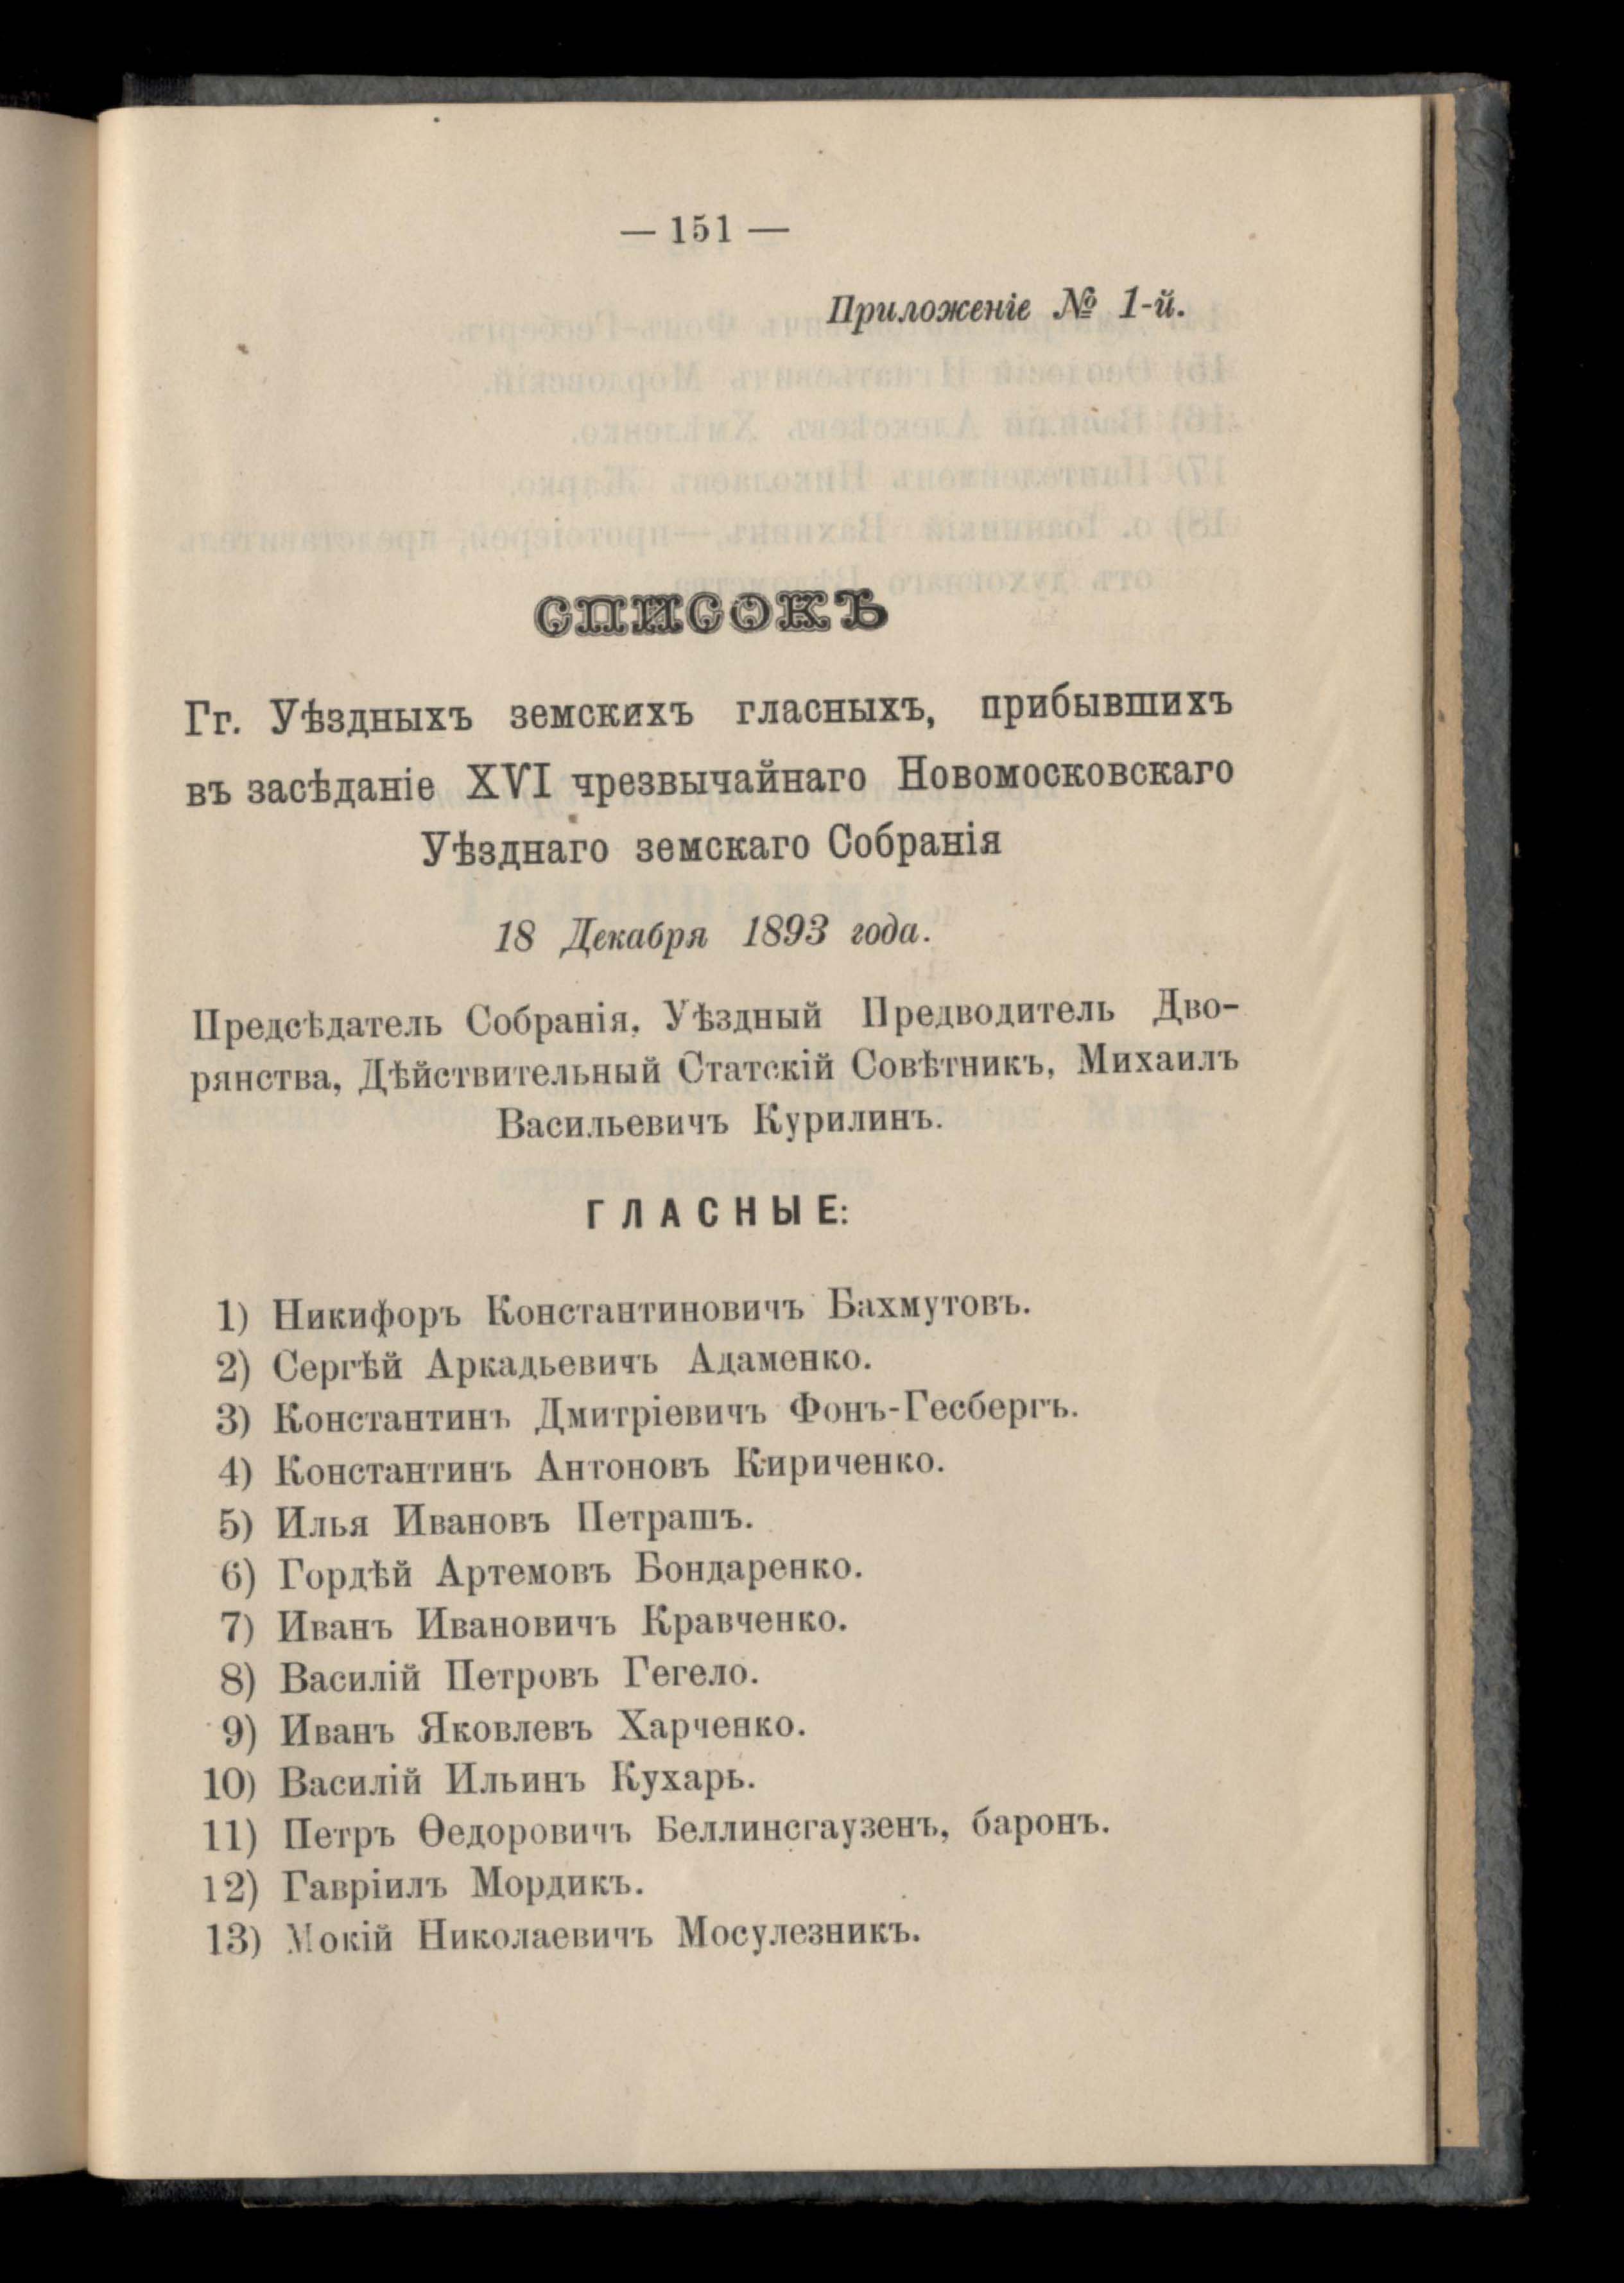 — 151 —
Приложеніе № 1-й.
СПИСОКЪ
Гг. Уѣздныхъ земскихъ гласныхъ, прибывшихъ
въ засѣданіе XVI чрезвычайнаго Новомосковскаго
Уѣзднаго земскаго Собранія
18 Декабря 1893 года.
Предсѣдатель Собранія, Уѣздный Предводитель Дво-
рянства, Дѣйствительный Статскій Совѣтникъ, Михаилъ
Васильевичъ Курилинъ.
ГЛАСНЫЕ:
1) Никифоръ Константиновичъ Бахмутовъ.
2) Сергѣй Аркадьевичъ Адаменко.
3) Константинъ Дмитріевичъ Фонъ-Гесбергъ.
4) Константинъ Антоновъ Кириченко.
5) Илья Ивановъ Петрашъ.
6) Гордѣй Артемовъ Бондаренко.
7) Иванъ Ивановичъ Кравченко.
8) Василій Петровъ Гегело.
9) Иванъ Яковлевъ Харченко.
10) Василій Ильинъ Кухарь.
11) Петръ Ѳедоровичъ Беллинсгаузенъ, баронъ.
12) Гавріилъ Мордикъ.
13) Мокій Николаевичъ Мосулезникъ.